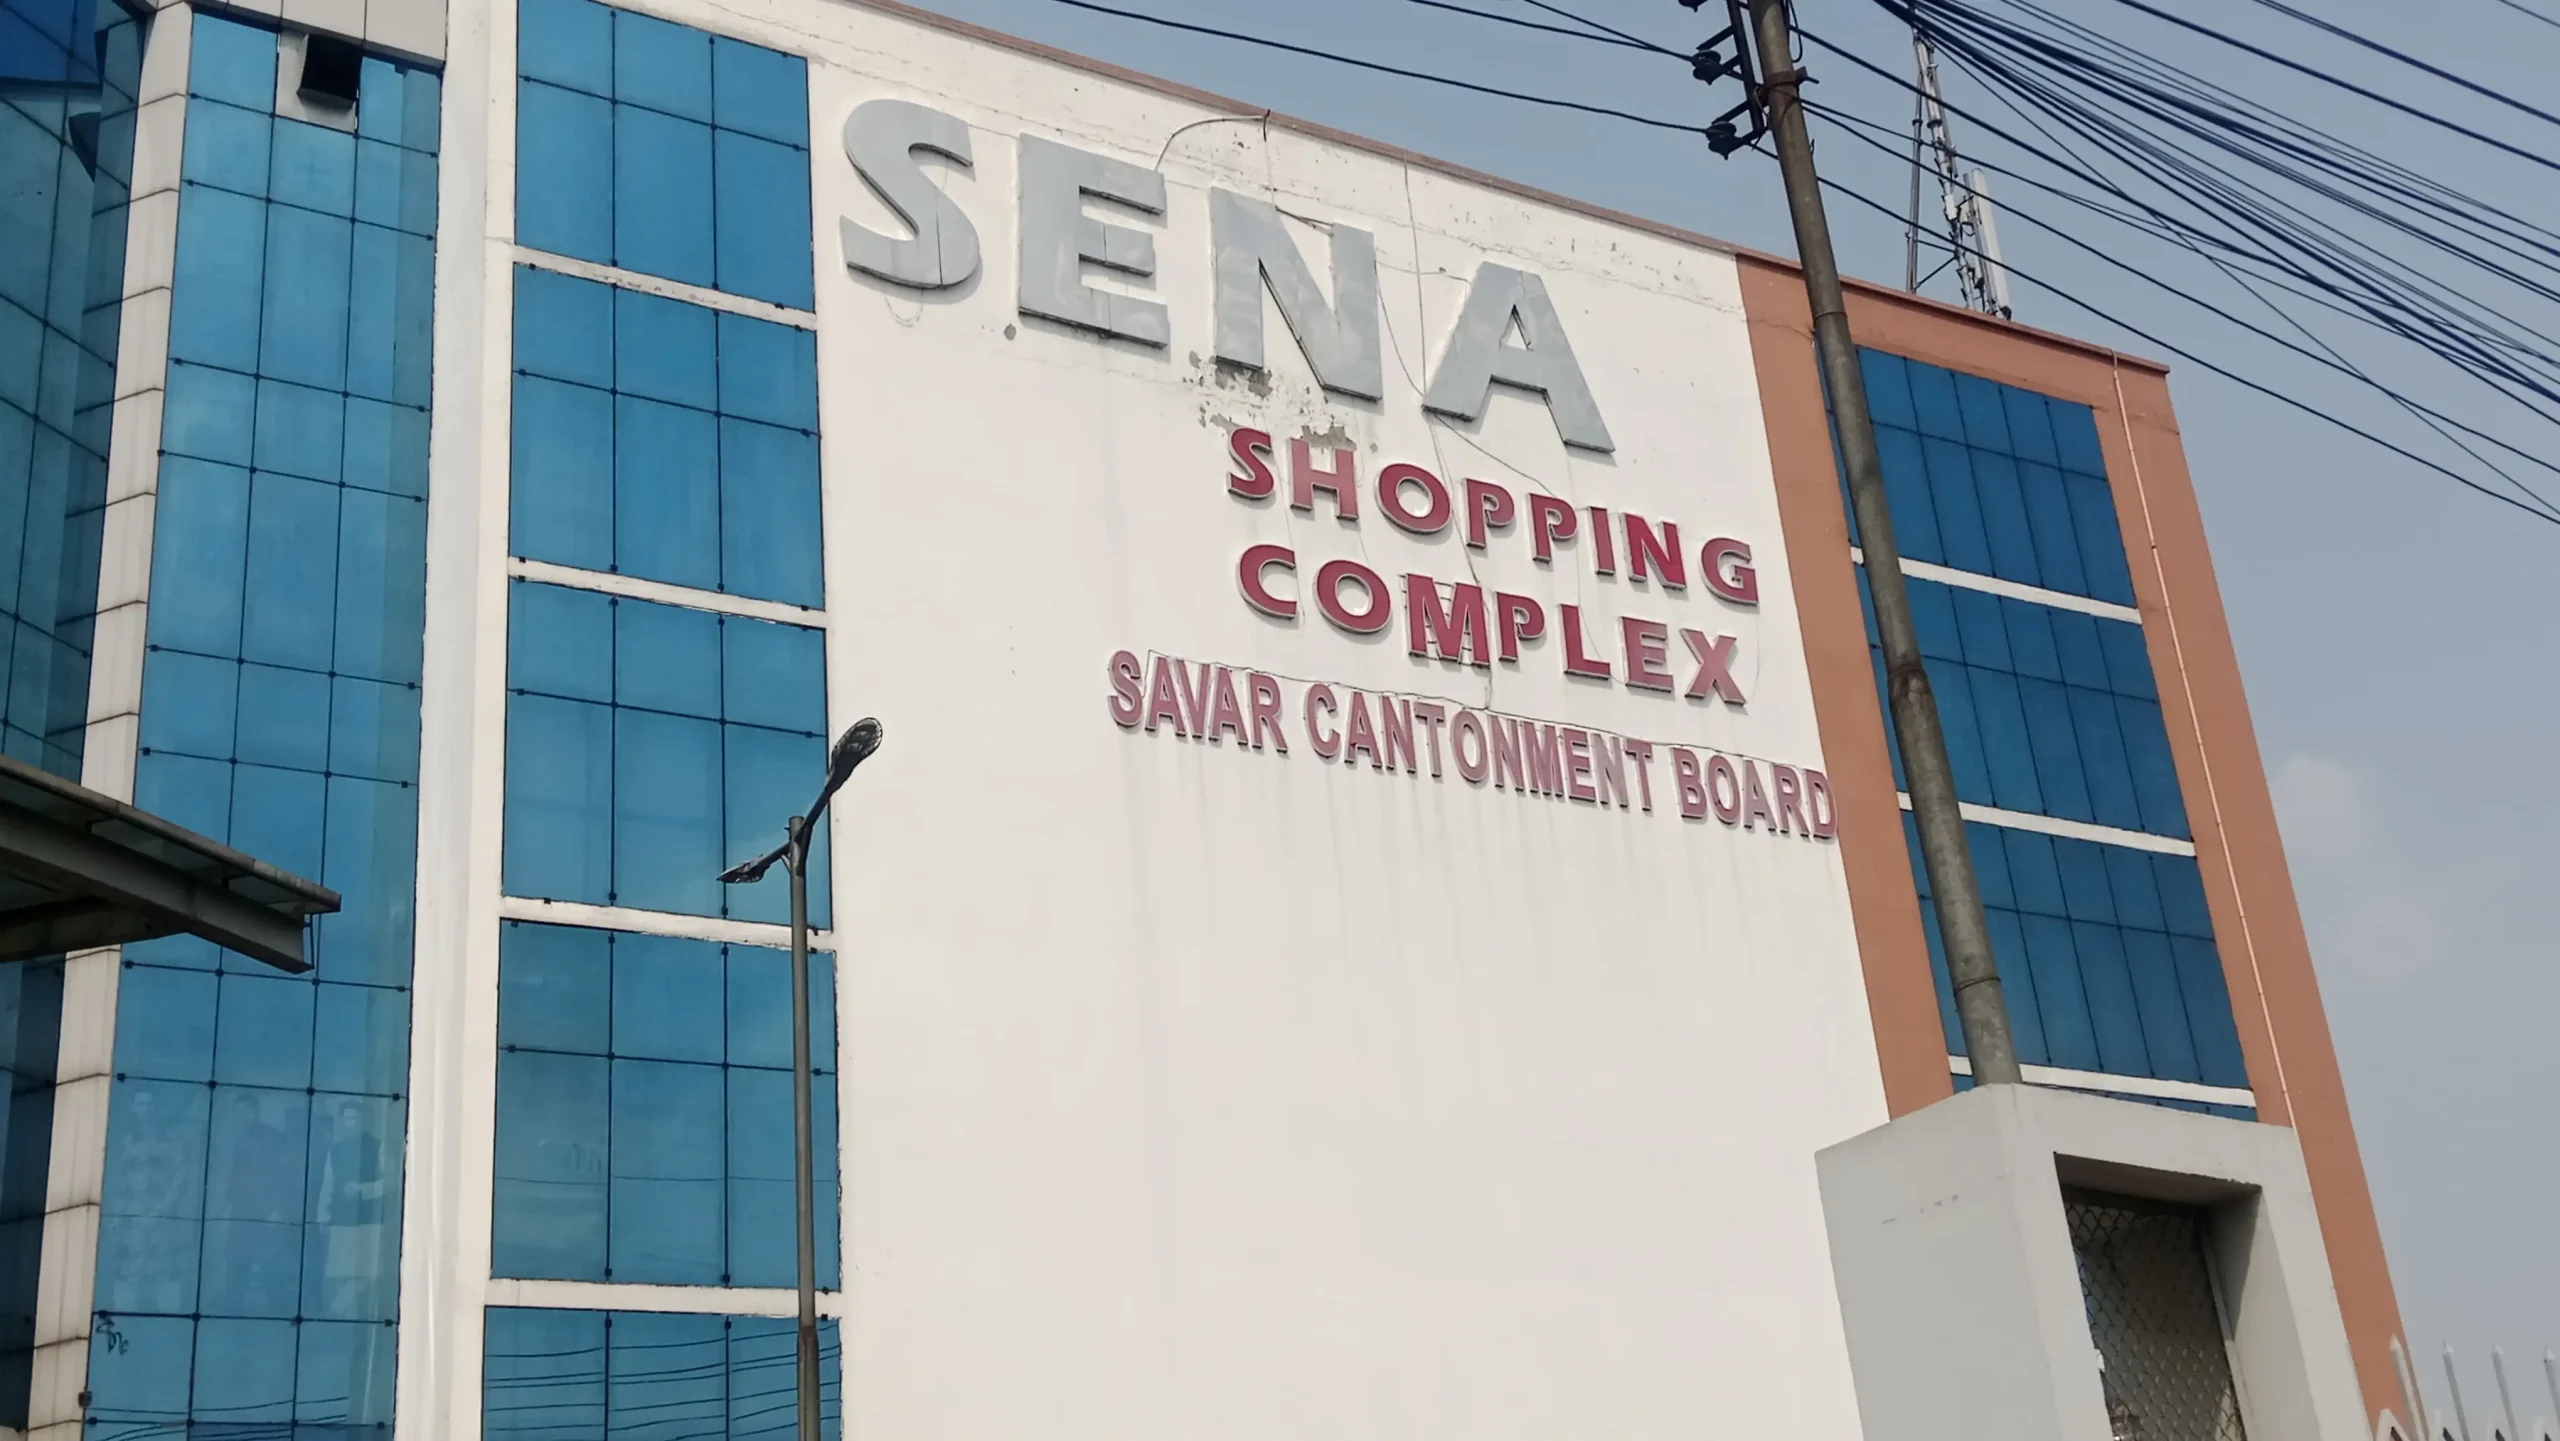 SENA
SHOPPING
COMPLEX
SAVAR CANTONMENT BOARD